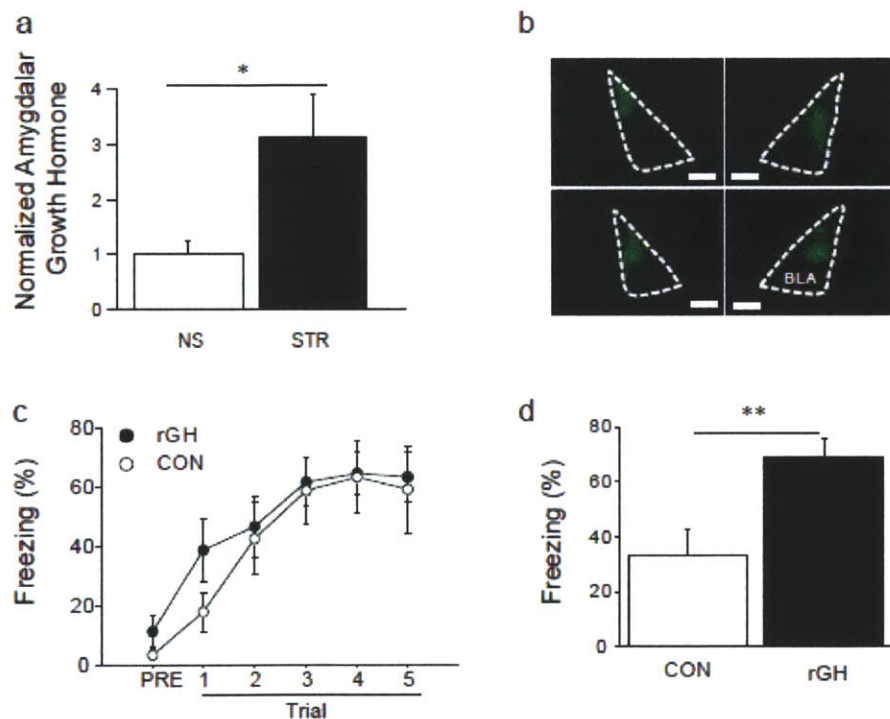 a
*
Normalized Amygdalar
Growth Hormone
4
3
2
1
0
NS STR
b
BLA
c
rGH
CON
Freezing (%)
80
60
40
20
0
PRE 1 2 3 4 5
Trial
d
**
Freezing (%)
80
60
40
20
0
CON rGH